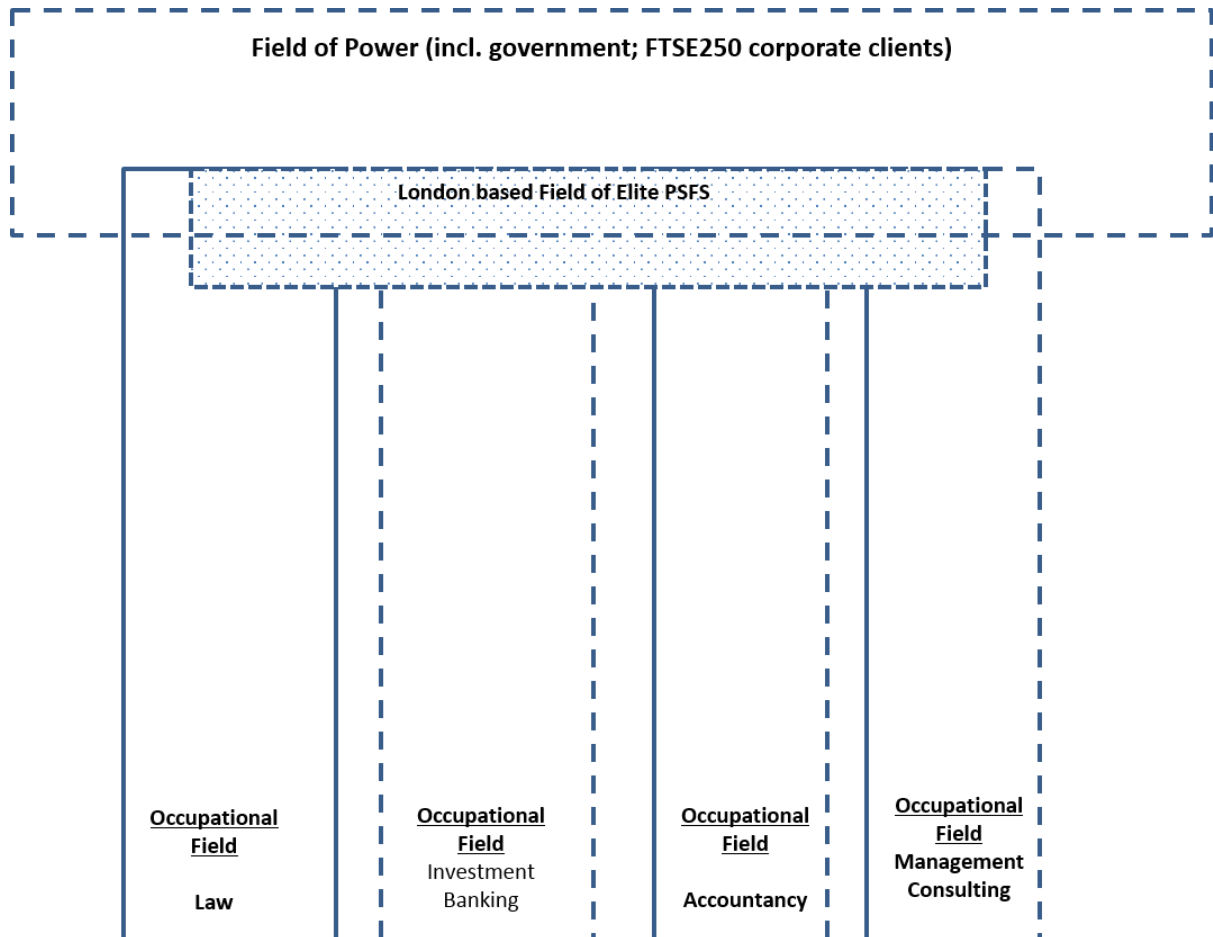 Field of Power (incl. government; FTSE250 corporate clients)
London based Field of Elite PSFS
Occupational
Field
Law
Occupational
Field
Investment
Banking
Occupational
Field
Accountancy
Occupational
Field
Management
Consulting